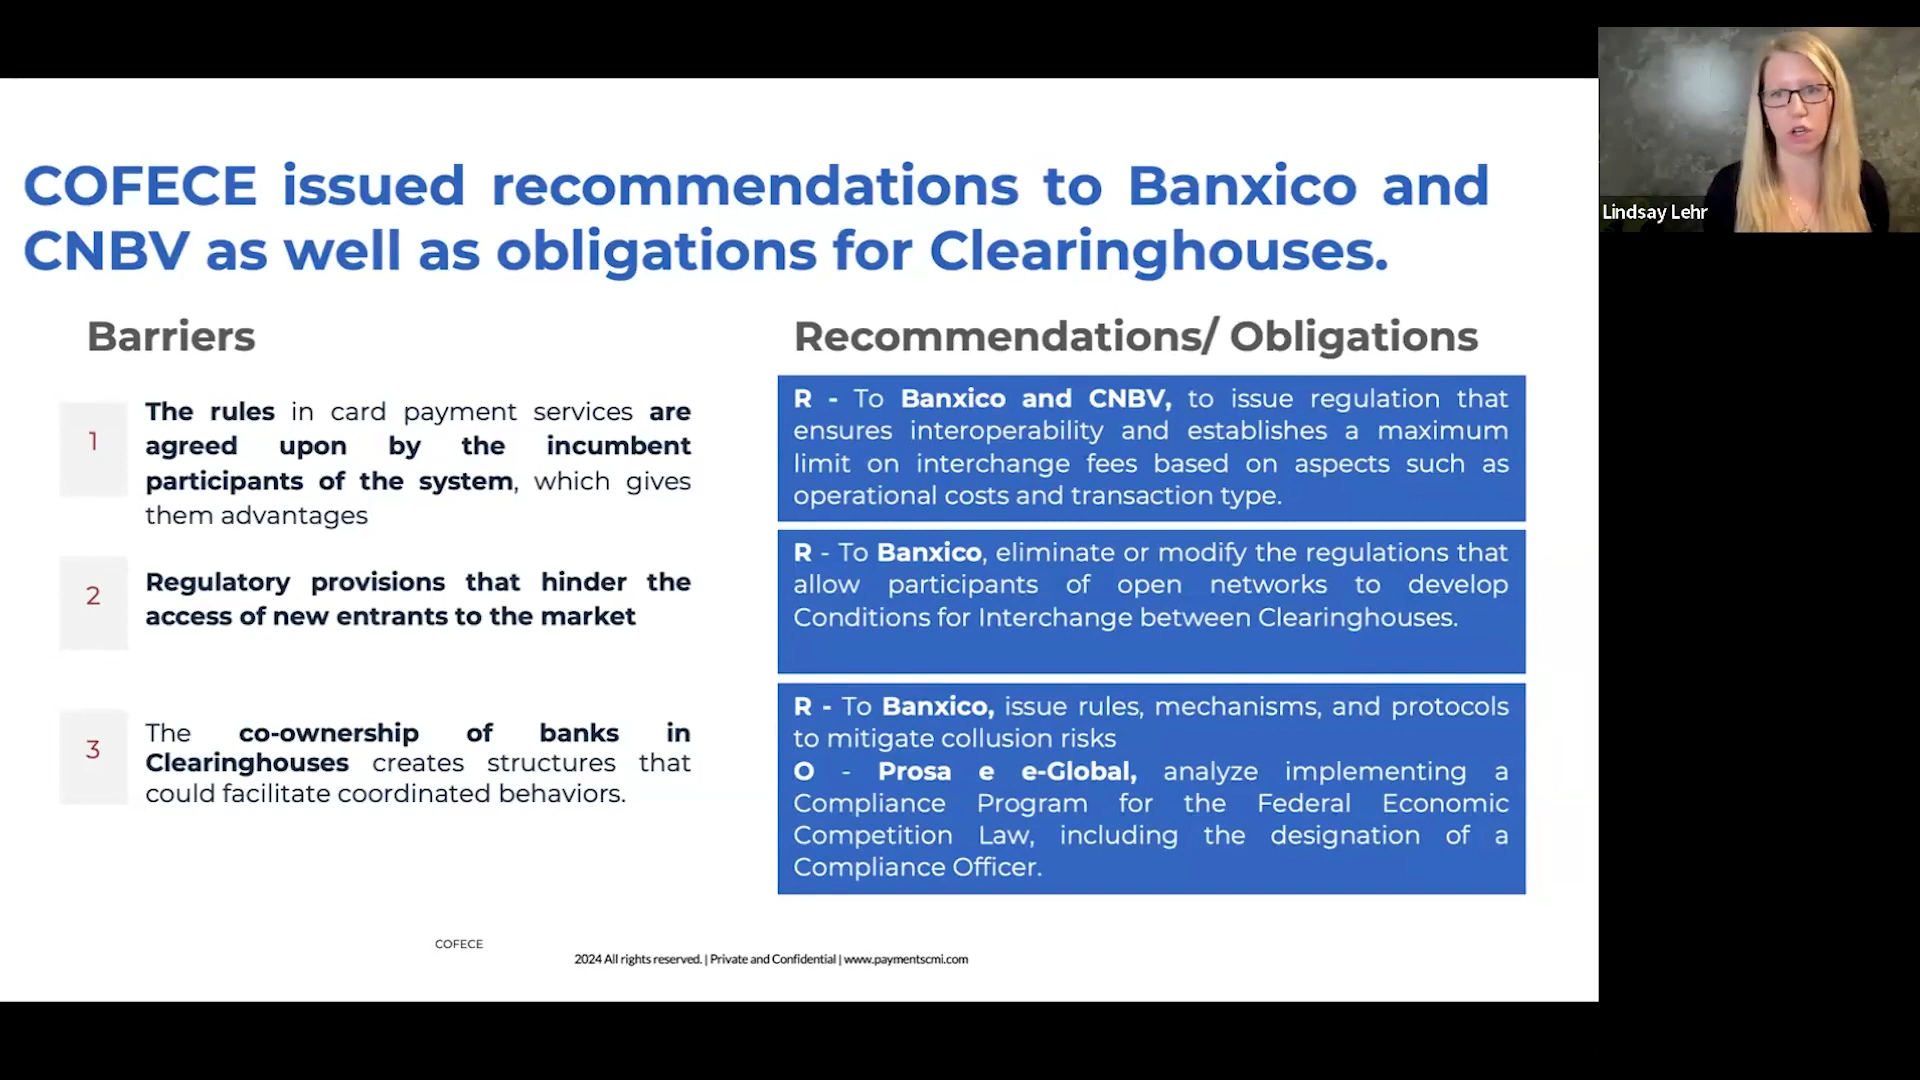 COFECE issued recommendations to Banxico and
CNBV as well as obligations for Clearinghouses.
Barriers
1
The rules in card payment services are
agreed upon by the incumbent
participants of the system, which gives
them advantages
2
Regulatory provisions that hinder the
access of new entrants to the market
3
The co-ownership of banks in
Clearinghouses creates structures that
could facilitate coordinated behaviors.
Recommendations/ Obligations
R - To Banxico and CNBV, to issue regulation that
ensures interoperability and establishes a maximum
limit on interchange fees based on aspects such as
operational costs and transaction type.
R - To Banxico, eliminate or modify the regulations that
allow participants of open networks to develop
Conditions for Interchange between Clearinghouses.
R - To Banxico, issue rules, mechanisms, and protocols
to mitigate collusion risks
O - Prosa e e-Global, analyze implementing a
Compliance Program for the Federal Economic
Competition Law, including the designation of a
Compliance Officer.
COFECE
2024 All rights reserved. | Private and Confidential | www.paymentscmi.com
Lindsay Lehr